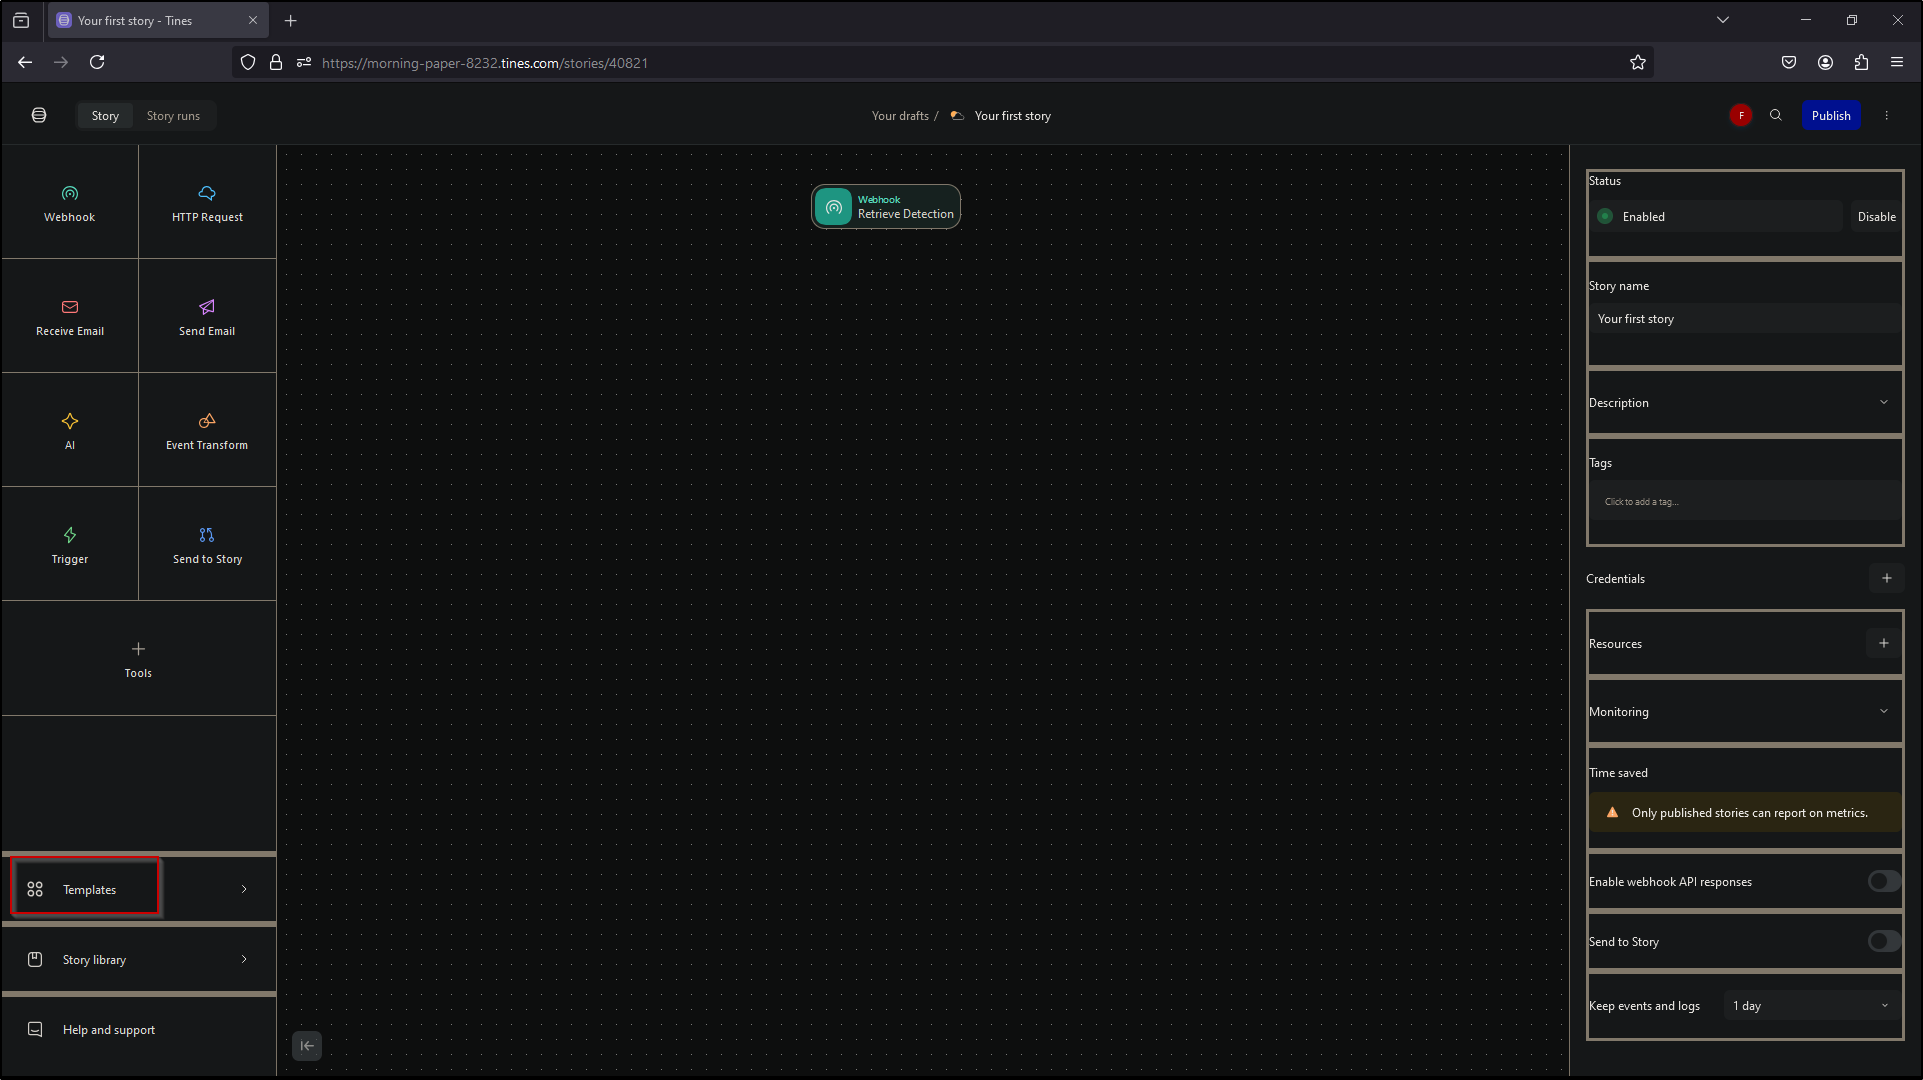 Your first story - Tines
https://morning-paper-8232.tines.com/stories/40821
Story
Story runs
Your drafts /
Your first story
F
Publish
Webhook
HTTP Request
Receive Email
Send Email
AI
Event Transform
Trigger
Send to Story
Tools
Templates
Story library
Help and support
Webhook
Retrieve Detection
Status
Enabled
Disable
Story name
Your first story
Description
Tags
Click to add a tag...
Credentials
Resources
Monitoring
Time saved
Only published stories can report on metrics.
Enable webhook API responses
Send to Story
Keep events and logs
1 day